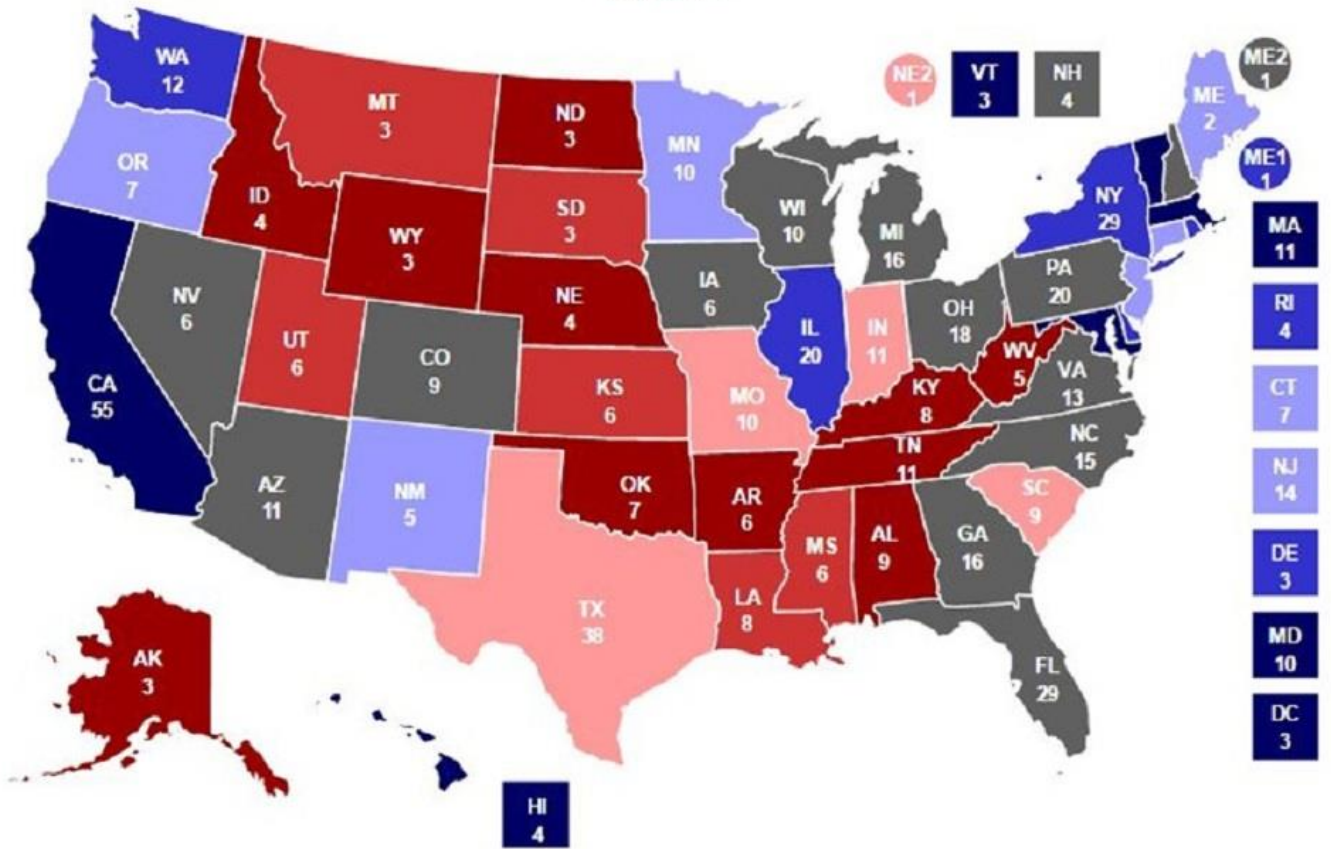 WA
12
MT
3
ND
3
MN
10
NE2
1
VT
3
NH
4
ME2
1
ME
2
OR
7
ID
4
WY
3
SD
3
WI
10
MI
16
NY
29
ME1
1
MA
11
NV
6
UT
6
CO
9
NE
4
IA
6
IL
20
IN
11
OH
18
PA
20
RI
4
CA
55
KS
6
MO
10
KY
8
WV
5
VA
13
CT
7
AZ
11
NM
5
OK
7
AR
6
TN
11
NC
15
SC
9
NJ
14
TX
38
LA
8
MS
6
AL
9
GA
16
DE
3
AK
3
FL
29
MD
10
DC
3
HI
4